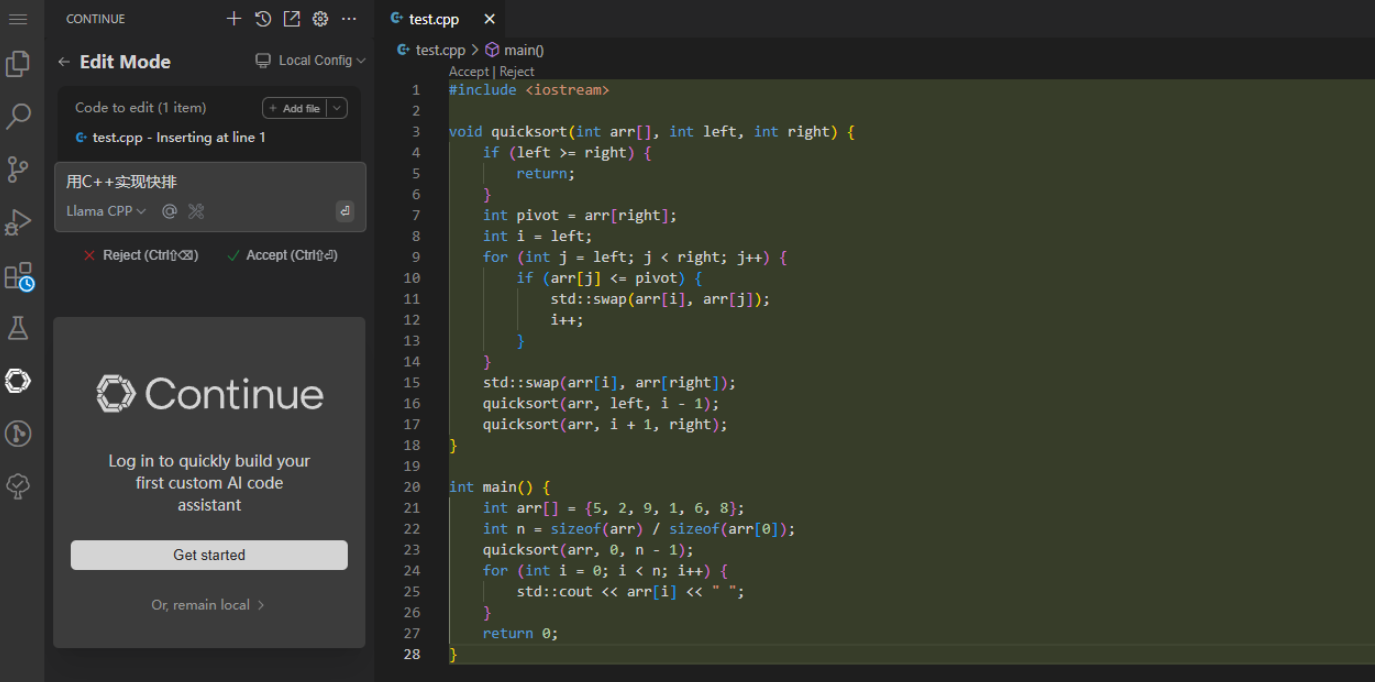 CONTINUE
Edit Mode
Local Config
Code to edit (1 item)
+ Add file
test.cpp - Inserting at line 1
用C++实现快排
Llama CPP
@
Reject (Ctrl⇧⌫)
Accept (Ctrl⇧⏎)
Continue
Log in to quickly build your
first custom AI code
assistant
Get started
Or, remain local >
test.cpp
test.cpp > main()
Accept | Reject
1 #include <iostream>
2
3 void quicksort(int arr[], int left, int right) {
4     if (left >= right) {
5         return;
6     }
7     int pivot = arr[right];
8     int i = left;
9     for (int j = left; j < right; j++) {
10         if (arr[j] <= pivot) {
11             std::swap(arr[i], arr[j]);
12             i++;
13         }
14     }
15     std::swap(arr[i], arr[right]);
16     quicksort(arr, left, i - 1);
17     quicksort(arr, i + 1, right);
18 }
19
20 int main() {
21     int arr[] = {5, 2, 9, 1, 6, 8};
22     int n = sizeof(arr) / sizeof(arr[0]);
23     quicksort(arr, 0, n - 1);
24     for (int i = 0; i < n; i++) {
25         std::cout << arr[i] << " ";
26     }
27     return 0;
28 }